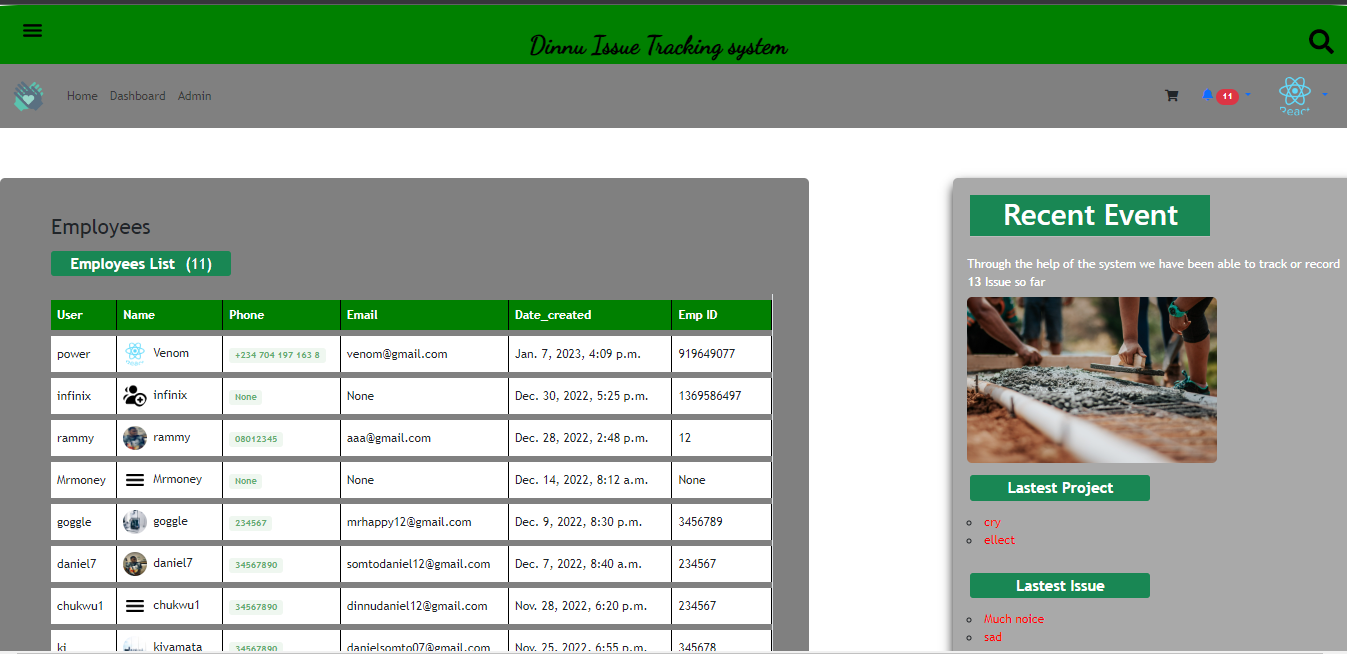 Dinnu Issue Tracking system
Home Dashboard Admin
11
React
Employees
Employees List (11)
User Name Phone Email Date_created Emp ID
power Venom +234 704 197 163 8 venom@gmail.com Jan. 7, 2023, 4:09 p.m. 919649077
infinix infinix None None Dec. 30, 2022, 5:25 p.m. 1369586497
rammy rammy 08012345 aaa@gmail.com Dec. 28, 2022, 2:48 p.m. 12
Mrmoney Mrmoney None None Dec. 14, 2022, 8:12 a.m. None
goggle goggle 234567 mrhappy12@gmail.com Dec. 9, 2022, 8:30 p.m. 3456789
daniel7 daniel7 34567890 somtodaniel12@gmail.com Dec. 7, 2022, 8:40 a.m. 234567
chukwu1 chukwu1 34567890 dinnudaniel12@gmail.com Nov. 28, 2022, 6:20 p.m. 234567
ki kiyamata 34567890 danielsomto07@gmail.com Nov. 25, 2022, 6:55 p.m. 345678
Recent Event
Through the help of the system we have been able to track or record
13 Issue so far
Lastest Project
cry
ellect
Lastest Issue
Much noice
sad